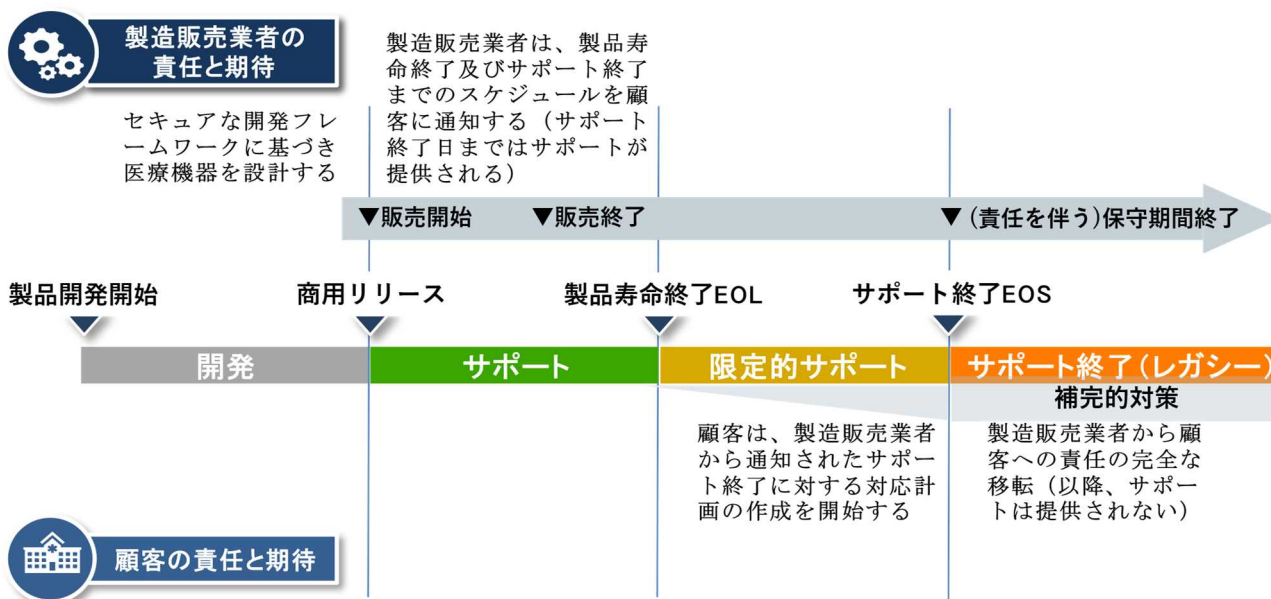 製造販売業者の
責任と期待
セキュアな開発フレ
ームワークに基づき
医療機器を設計する
製造販売業者は、製品寿
命終了及びサポート終了
までのスケジュールを顧
客に通知する（サポート
終了日まではサポートが
提供される）
▼販売開始
▼販売終了
▼(責任を伴う)保守期間終了
製品開発開始
商用リリース
製品寿命終了EOL
サポート終了EOS
開発
サポート
限定的サポート
サポート終了(レガシー)
補完的対策
顧客は、製造販売業者
から通知されたサポー
ト終了に対する対応計
画の作成を開始する
製造販売業者から顧
客への責任の完全な
移転（以降、サポー
トは提供されない）
顧客の責任と期待